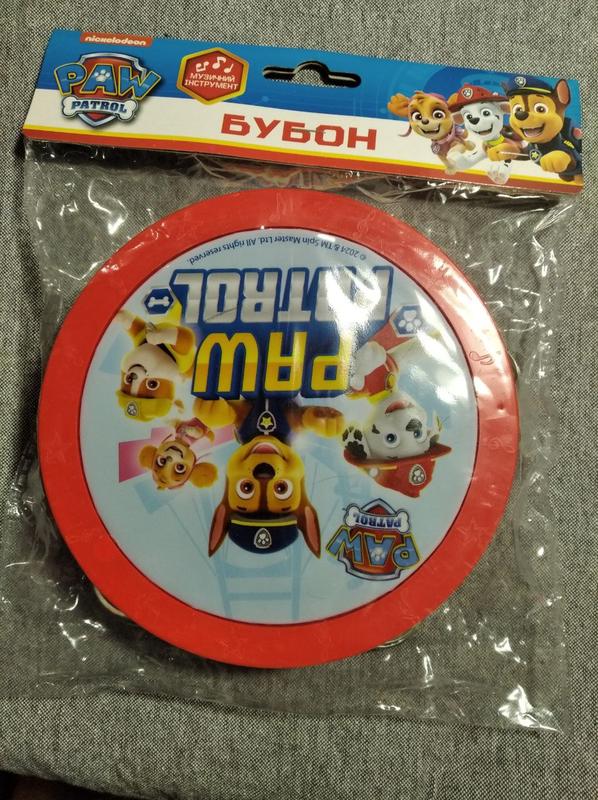 nickelodeon
PAW
PATROL
МУЗИЧНИЙ
ІНСТРУМЕНТ
БУБОН
© 2024 & TM Spin Master Ltd. All rights reserved.
PAW
PATROL
PAW
PATROL